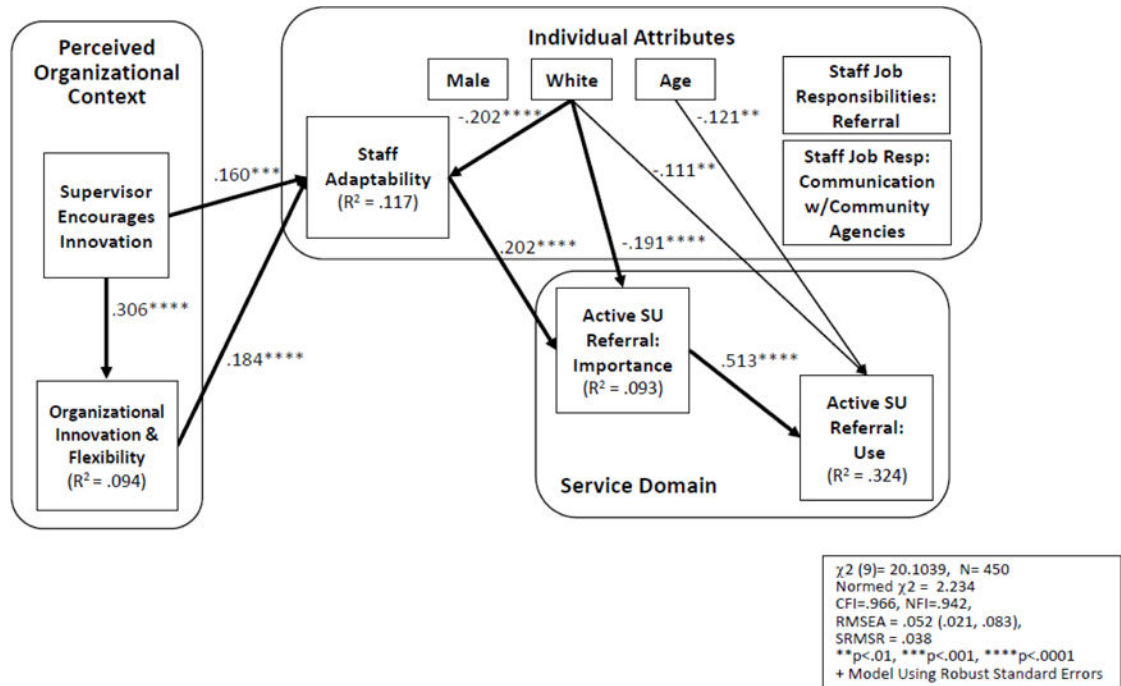 Perceived
Organizational
Context
Individual Attributes
Male
White
Age
Staff Job
Responsibilities:
Referral
Staff Job Resp:
Communication
w/Community
Agencies
-.202****
-.121**
-.111**
Staff
Adaptability
(R² = .117)
.160***
Supervisor
Encourages
Innovation
.202****
-.191****
.306****
.184****
Active SU
Referral:
Importance
(R² = .093)
.513****
Organizational
Innovation &
Flexibility
(R² = .094)
Active SU
Referral:
Use
(R² = .324)
Service Domain
χ2 (9)= 20.1039, N= 450
Normed χ2 = 2.234
CFI=.966, NFI=.942,
RMSEA = .052 (.021, .083),
SRMSR = .038
**p<.01, ***p<.001, ****p<.0001
+ Model Using Robust Standard Errors